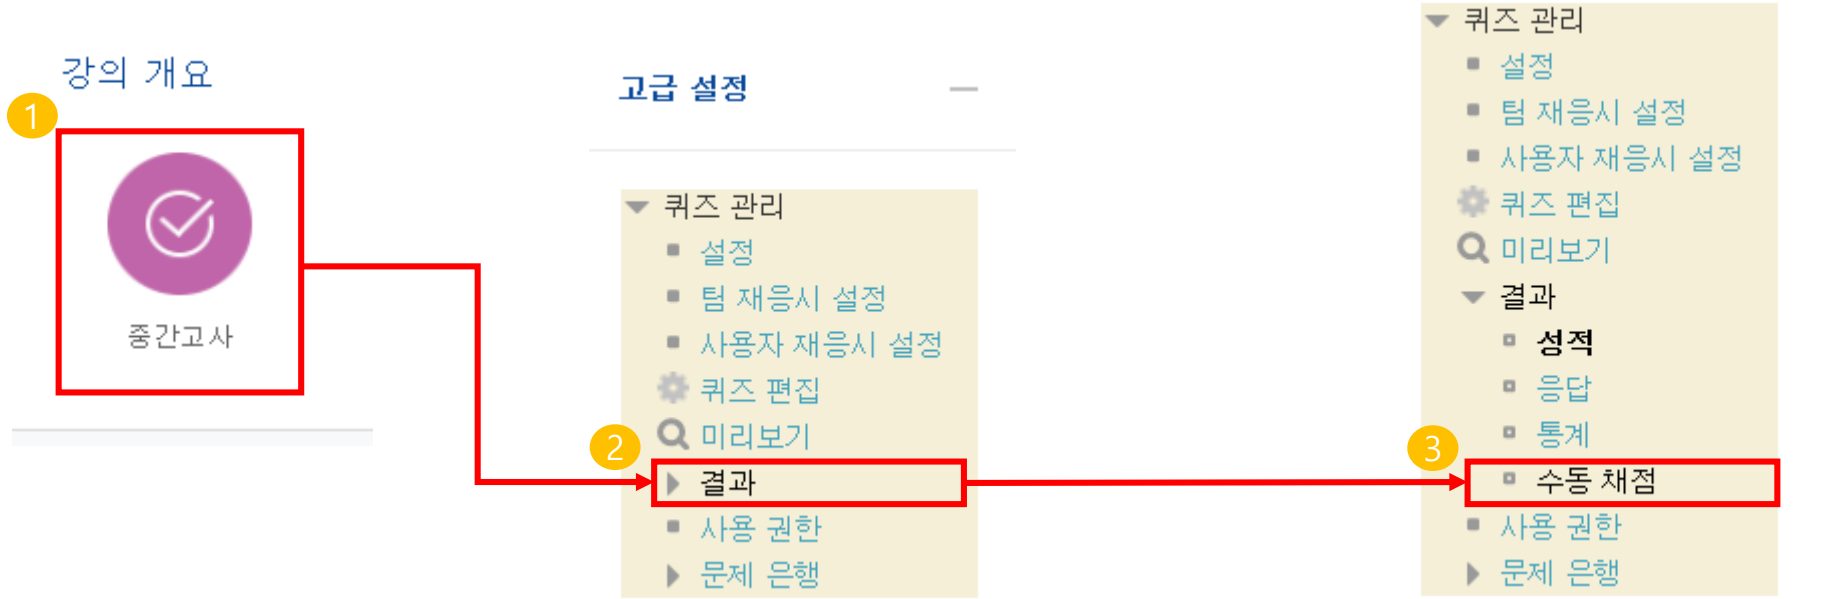 강의 개요
1
중간고사
고급 설정
퀴즈 관리
설정
팀 재응시 설정
사용자 재응시 설정
퀴즈 편집
미리보기
2
결과
사용 권한
문제 은행
퀴즈 관리
설정
팀 재응시 설정
사용자 재응시 설정
퀴즈 편집
미리보기
결과
성적
응답
통계
3
수동 채점
사용 권한
문제 은행